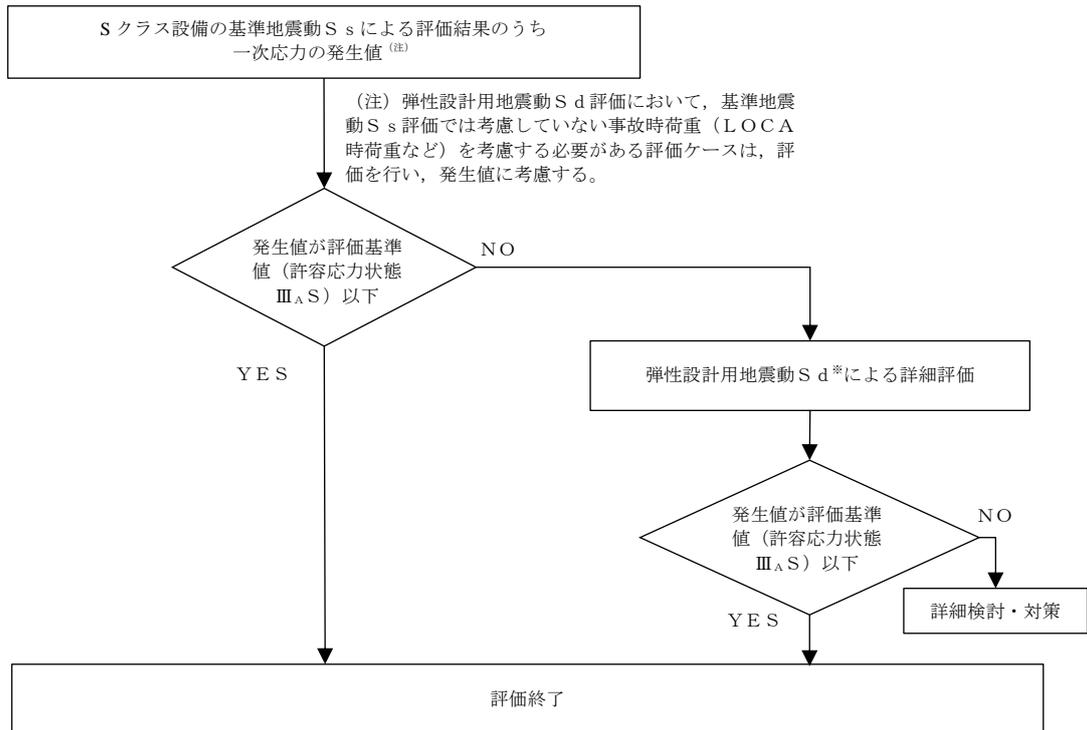 Ｓクラス設備の基準地震動Ｓｓによる評価結果のうち
一次応力の発生値（注）
（注）弾性設計用地震動Ｓｄ評価において，基準地震
動Ｓｓ評価では考慮していない事故時荷重（ＬＯＣＡ
時荷重など）を考慮する必要がある評価ケースは，評
価を行い，発生値に考慮する。
発生値が評価基準
値（許容応力状態
ⅢＡＳ）以下
ＮＯ
ＹＥＳ
弾性設計用地震動Ｓｄ※による詳細評価
発生値が評価基準
値（許容応力状態
ⅢＡＳ）以下
ＮＯ
詳細検討・対策
ＹＥＳ
評価終了